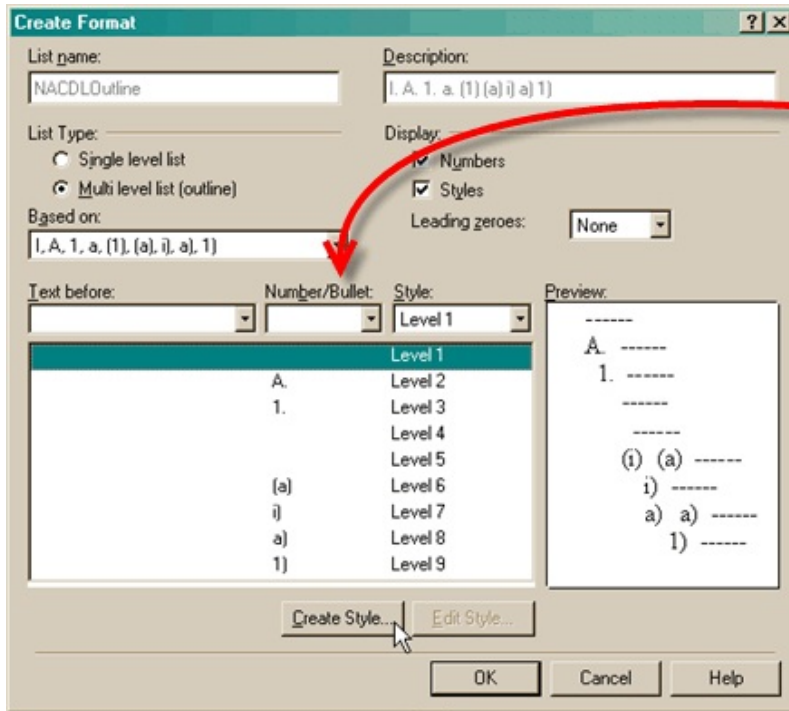 Create Format
List name: Description:
NACDLOutline I. A. 1. a. (1) (a) i) a) 1)
List Type: Display:
Single level list Numbers
Multi level list (outline) Styles
Based on: Leading zeroes: None
I, A, 1, a, (1), (a), i), a), 1)
Text before: Number/Bullet: Style: Preview:
Level 1 ------
Level 1 A. ------
A. Level 2 1. ------
1. Level 3 ------
Level 4 ------
Level 5 (i) (a) ------
(a) Level 6 i) ------
i) Level 7 a) a) ------
a) Level 8 1) ------
1) Level 9
Create Style... Edit Style...
OK Cancel Help